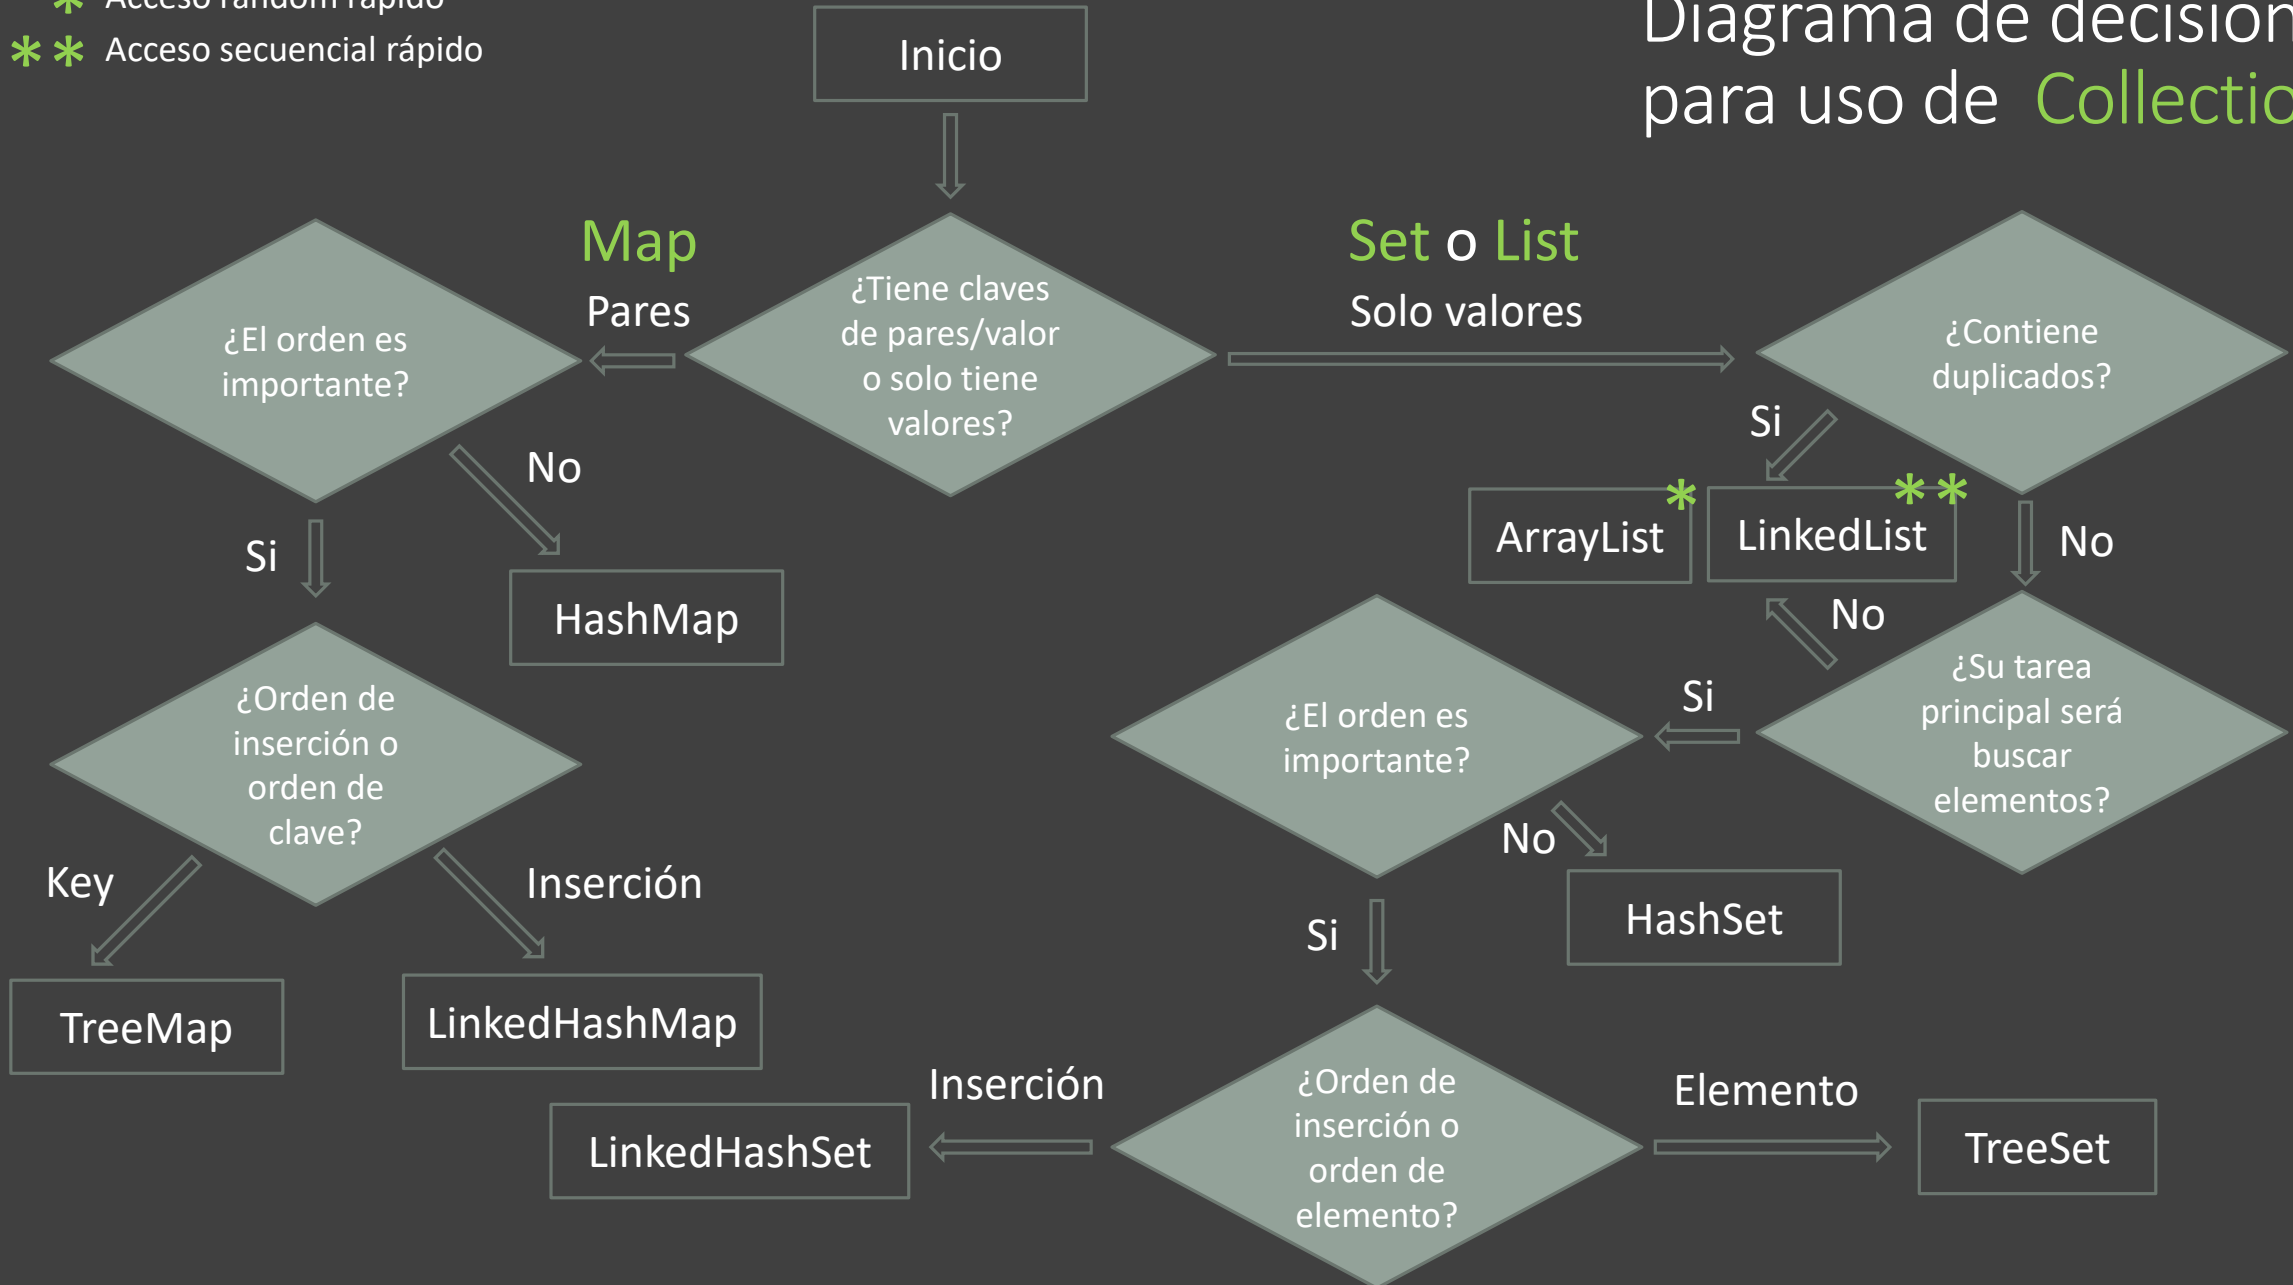 * Acceso random rápido
** Acceso secuencial rápido
Diagrama de decisión
para uso de Collectio
Inicio
Map
Pares
¿Tiene claves
de pares/valor
o solo tiene
valores?
Set o List
Solo valores
¿El orden es
importante?
¿Contiene
duplicados?
No
Si
HashMap
Si
ArrayList *
LinkedList **
No
No
¿Orden de
inserción o
orden de
clave?
¿El orden es
importante?
Si
¿Su tarea
principal será
buscar
elementos?
Key
Inserción
No
HashSet
Si
TreeMap
LinkedHashMap
LinkedHashSet
Inserción
¿Orden de
inserción o
orden de
elemento?
Elemento
TreeSet